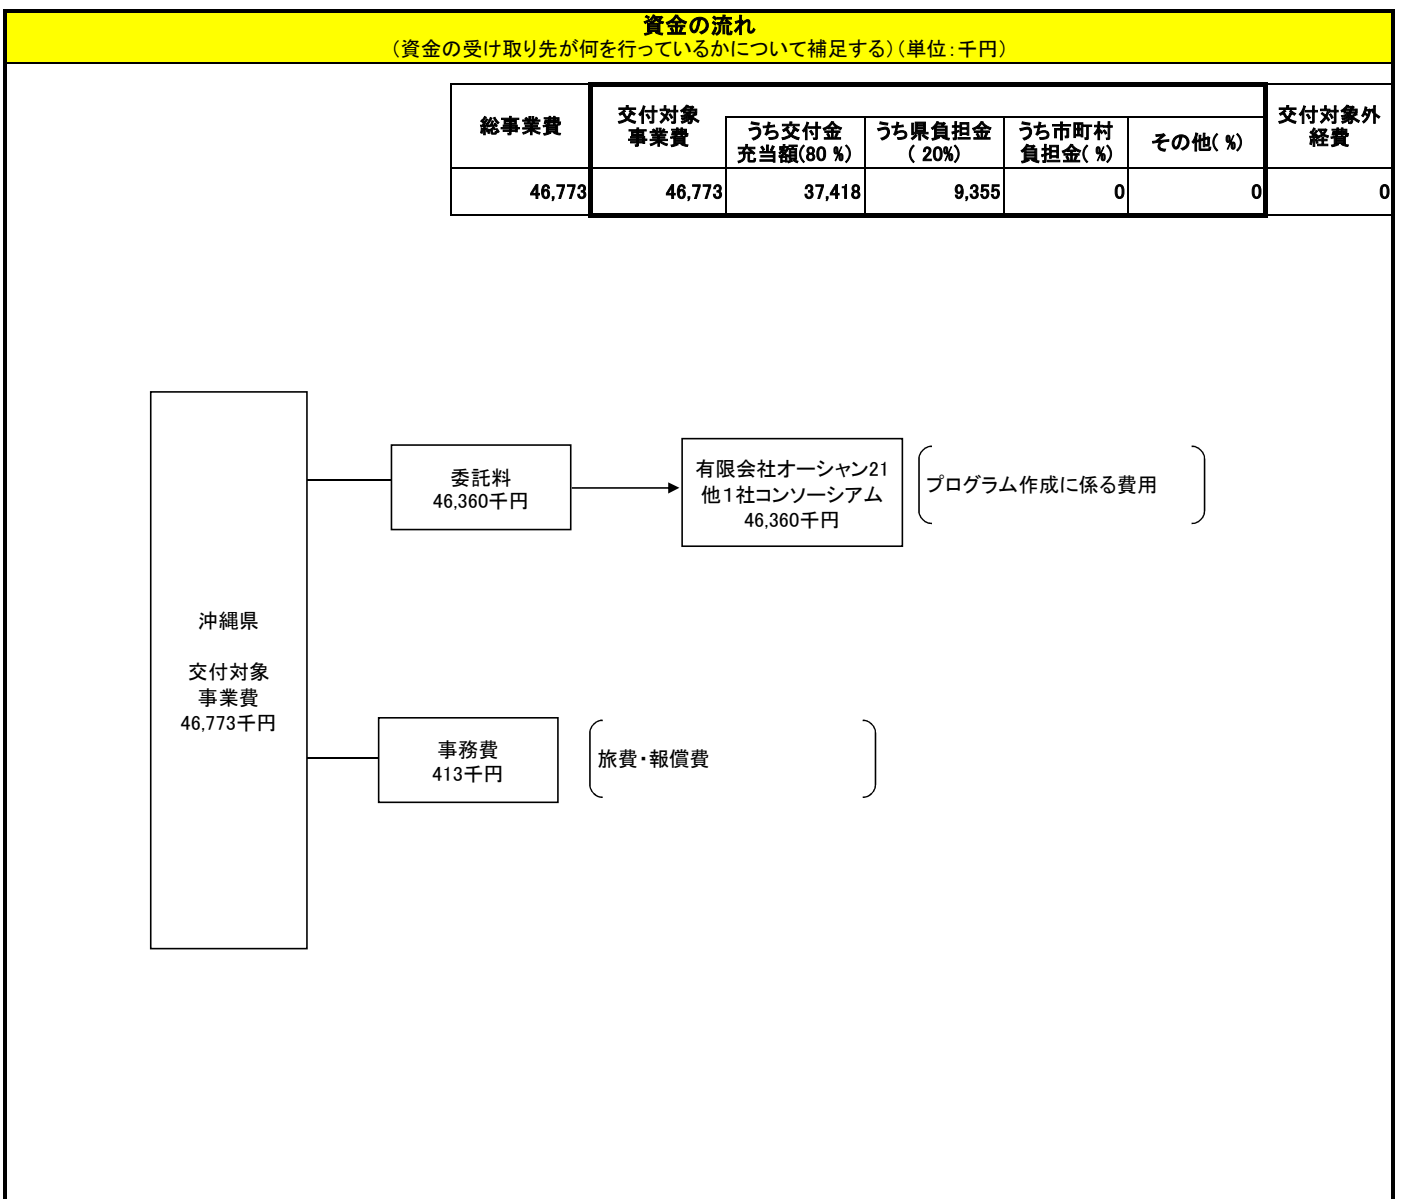 資金の流れ
（資金の受け取り先が何を行っているかについて補足する）（単位：千円）
総事業費
交付対象
事業費
うち交付金
充当額(80 %)
うち県負担金
( 20%)
うち市町村
負担金( %)
その他( %)
交付対象外
経費
46,773
46,773
37,418
9,355
0
0
0
委託料
46,360千円
有限会社オーシャン21
他１社コンソーシアム
46,360千円
プログラム作成に係る費用
沖縄県
交付対象
事業費
46,773千円
事務費
413千円
旅費・報償費